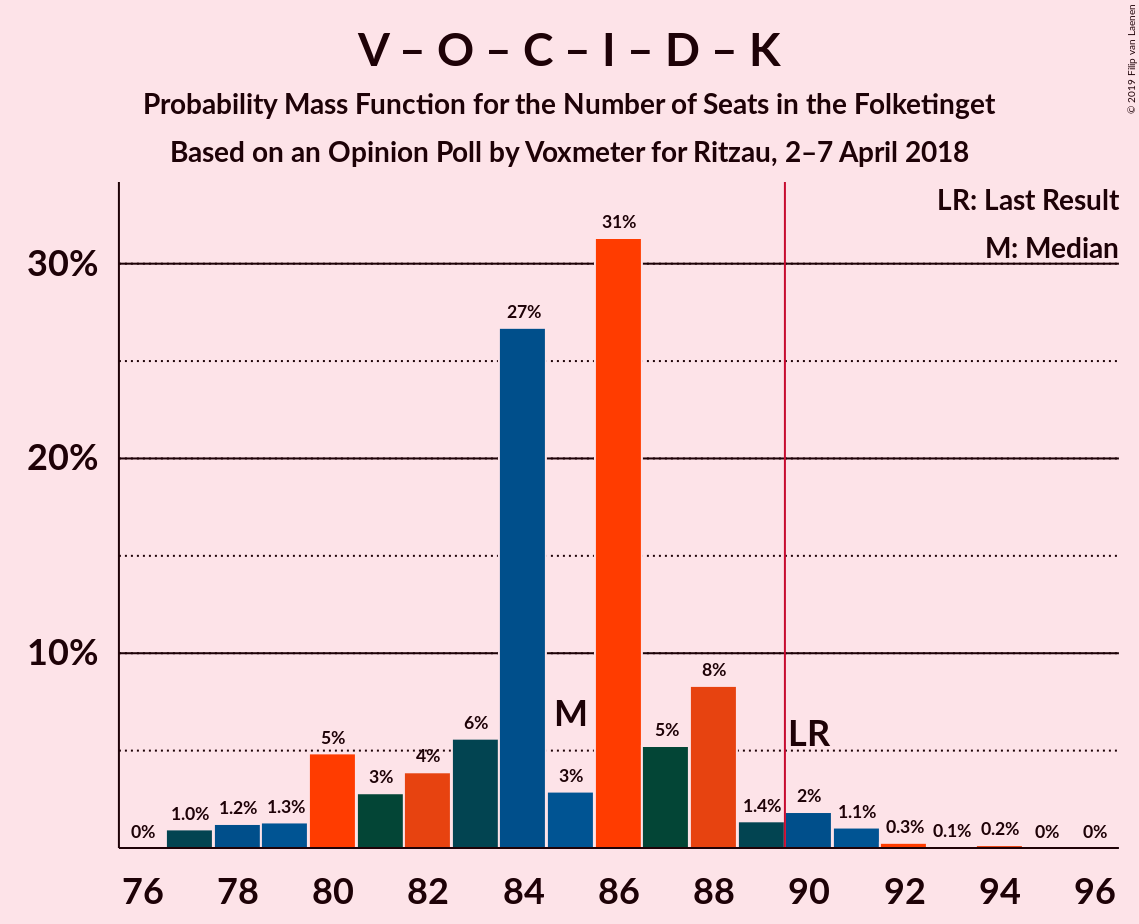 V – O – C – I – D – K
Probability Mass Function for the Number of Seats in the Folketinget
Based on an Opinion Poll by Voxmeter for Ritzau, 2–7 April 2018
© 2019 Filip van Laenen
LR: Last Result
M: Median
30%
20%
10%
0%
1.0%
1.2%
1.3%
5%
3%
4%
6%
27%
3%
31%
5%
8%
1.4%
2%
1.1%
0.3%
0.1%
0.2%
0%
0%
M
LR
76 78 80 82 84 86 88 90 92 94 96